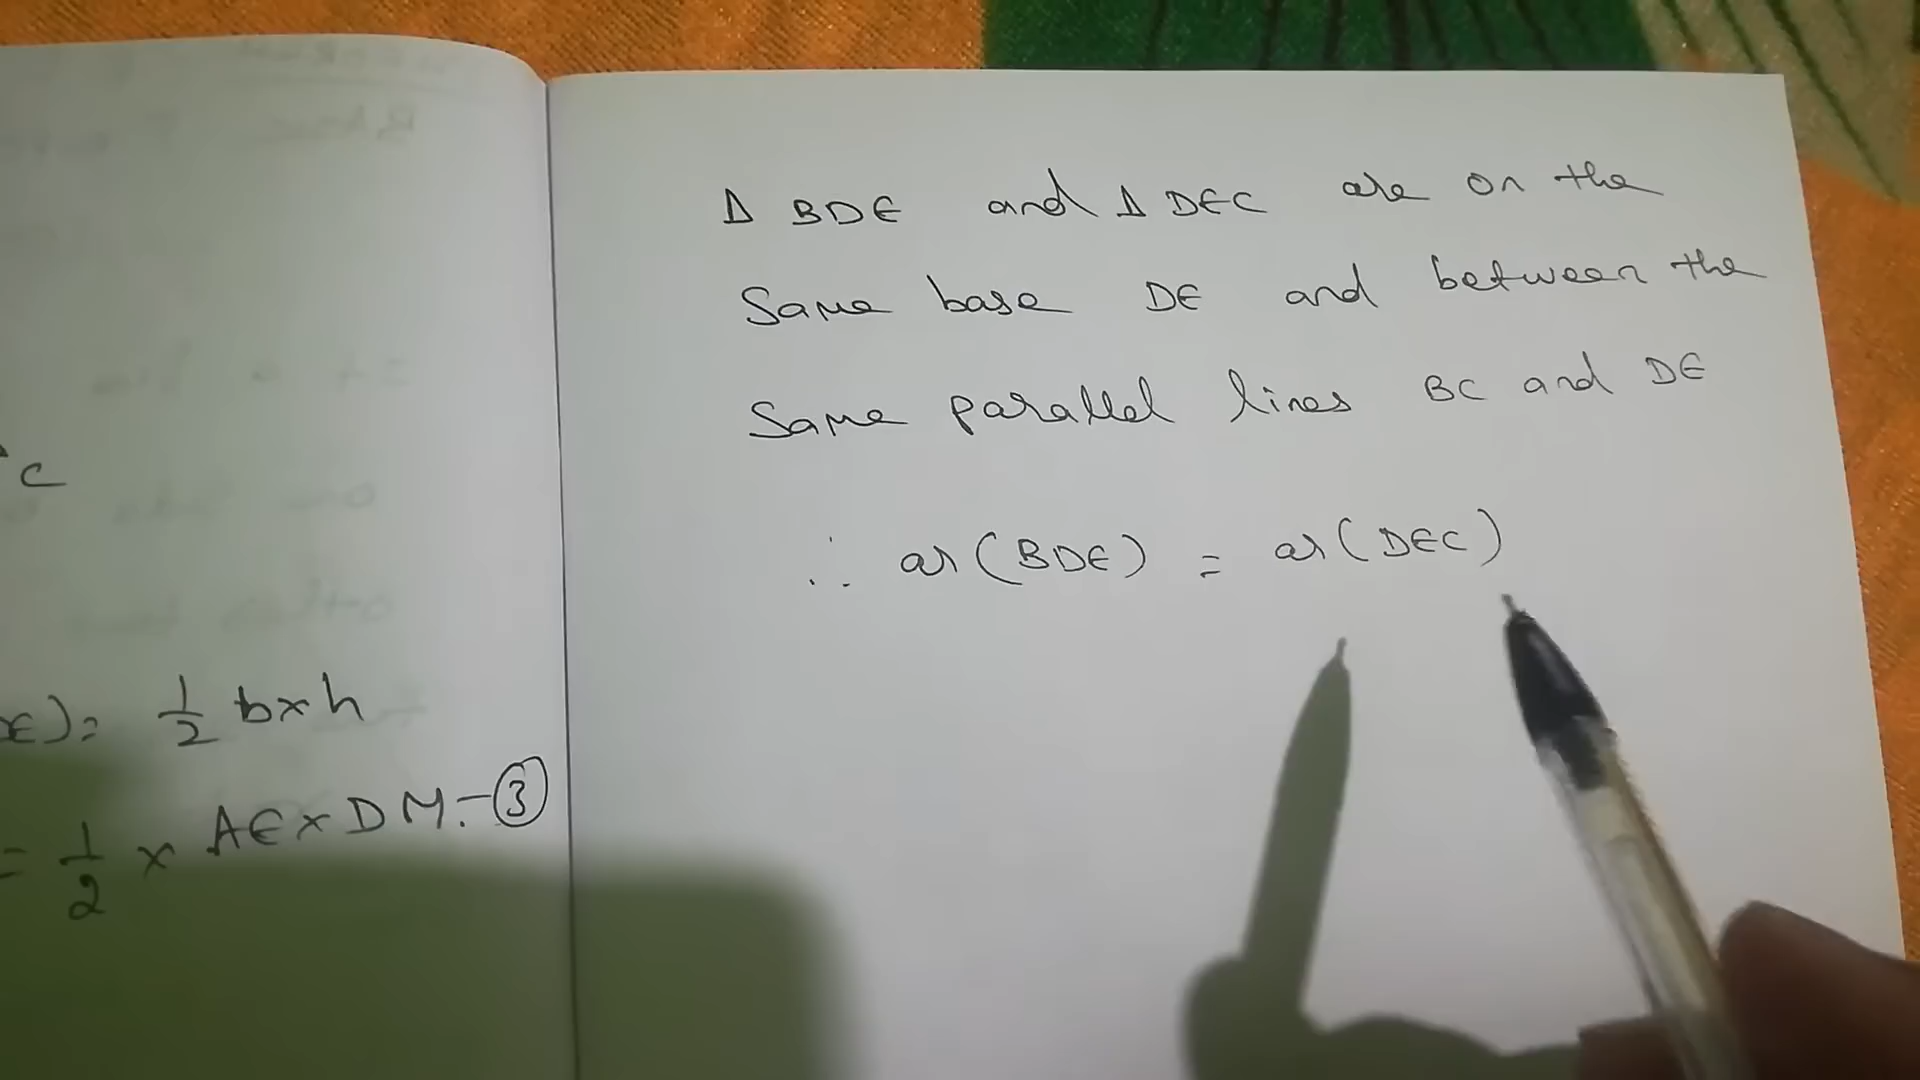 c
ε) = 1/2 b×h
= 1/2 × AE × DM. - ③
Δ BDE and Δ DEC are on the
Same base DE and between the
Same parallel lines BC and DE
∴ ar(BDE) = ar(DEC)